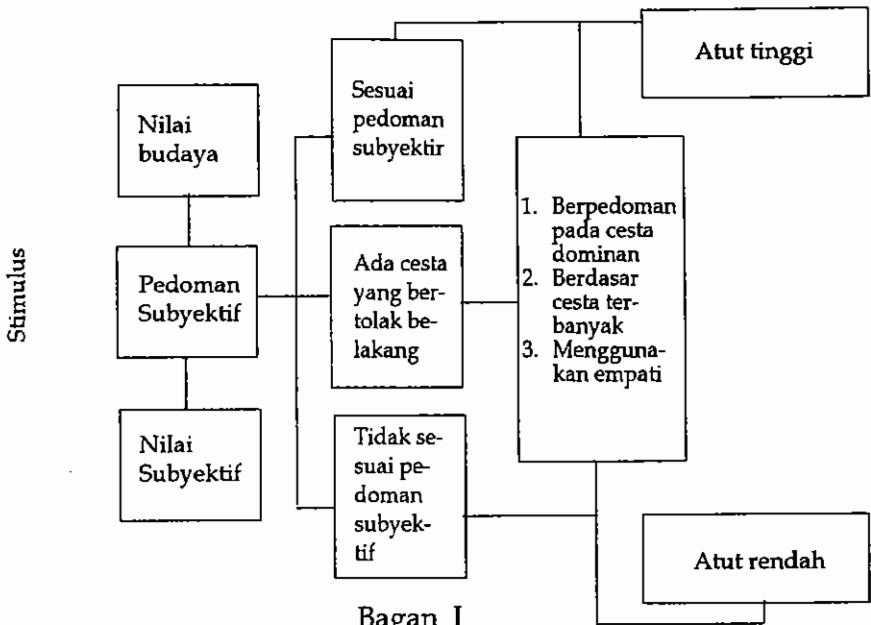 Stimulus
Nilai
budaya
Pedoman
Subyektif
Nilai
Subyektif
Sesuai
pedoman
subyektir
Ada cesta
yang ber-
tolak be-
lakang
Tidak se-
suai pe-
doman
subyek-
tif
1. Berpedoman
pada cesta
dominan
2. Berdasar
cesta ter-
banyak
3. Mengguna-
kan empati
Atut tinggi
Atut rendah
Bagan I